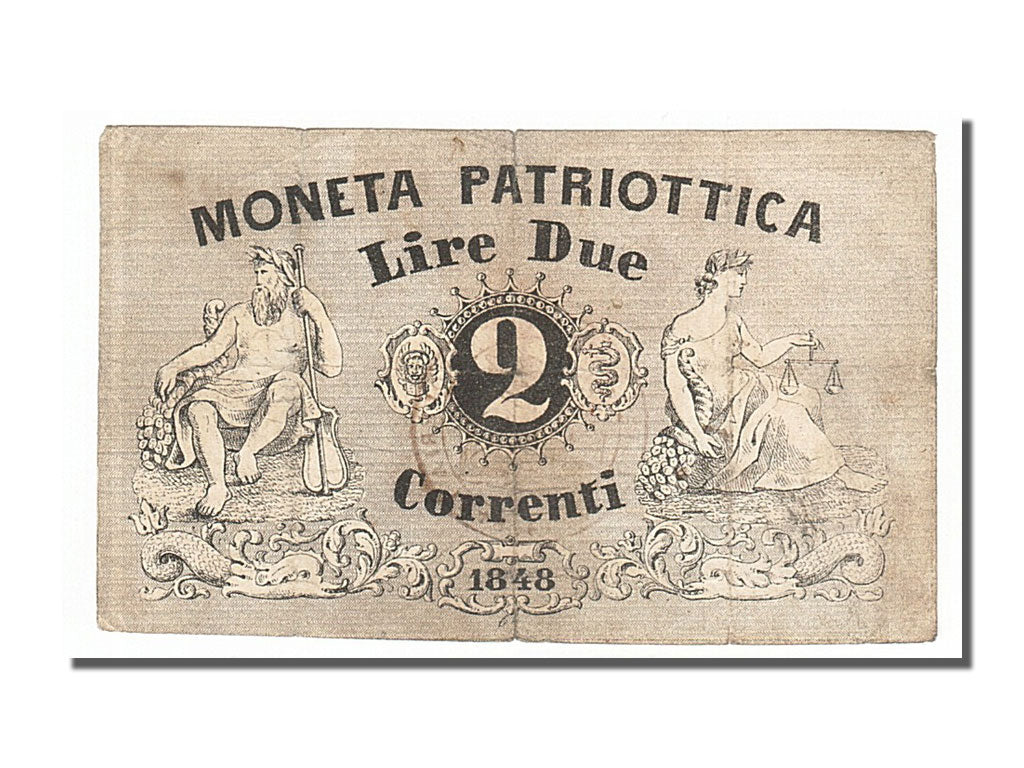 MONETA PATRIOTTICA
Lire Due
2
Correnti
1848